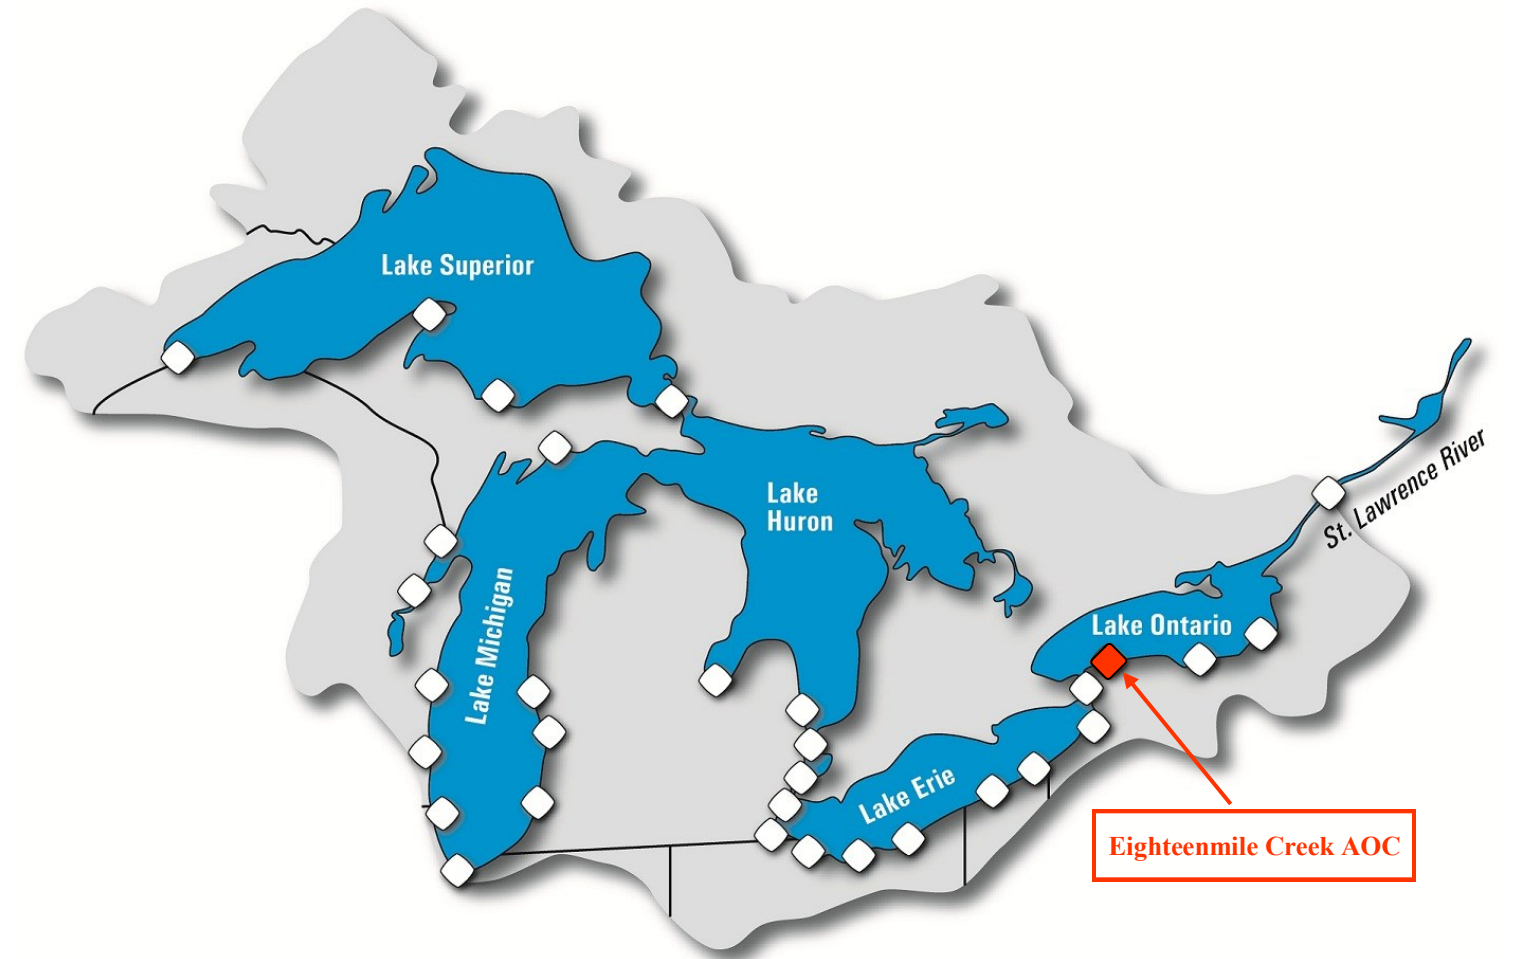 Lake Superior
Lake
Huron
St. Lawrence River
Lake Michigan
Lake Ontario
Lake Erie
Eighteenmile Creek AOC